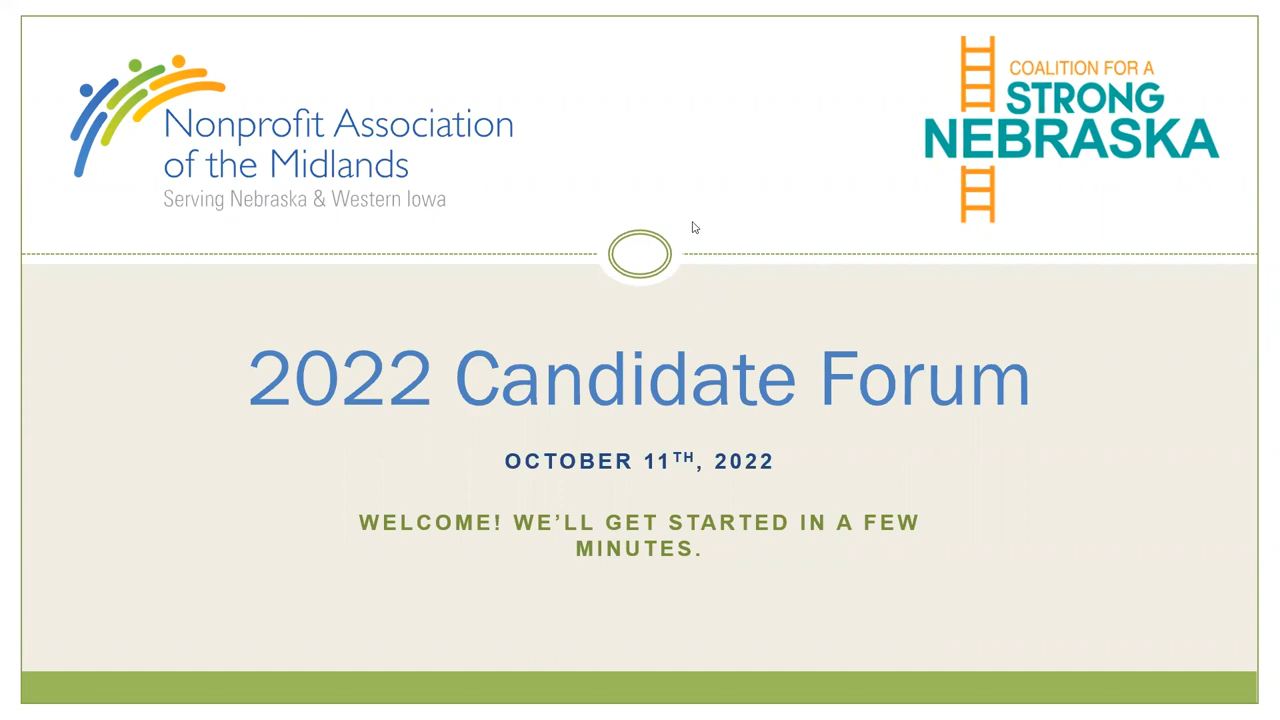 Nonprofit Association
of the Midlands
Serving Nebraska & Western Iowa
COALITION FOR A
STRONG
NEBRASKA
2022 Candidate Forum
OCTOBER 11TH, 2022
WELCOME! WE’LL GET STARTED IN A FEW
MINUTES.